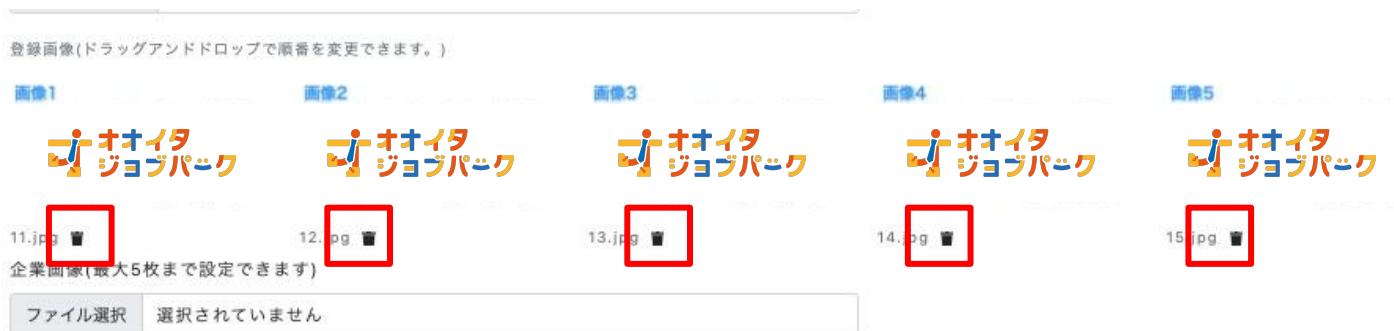 登録画像(ドラッグアンドドロップで順番を変更できます。)
画像1 画像2 画像3 画像4 画像5
オオイタ オオイタ オオイタ オオイタ オオイタ
ジョブパーク ジョブパーク ジョブパーク ジョブパーク ジョブパーク
11.jpg 12.jpg 13.jpg 14.jpg 15.jpg
企業画像(最大5枚まで設定できます)
ファイル選択 選択されていません